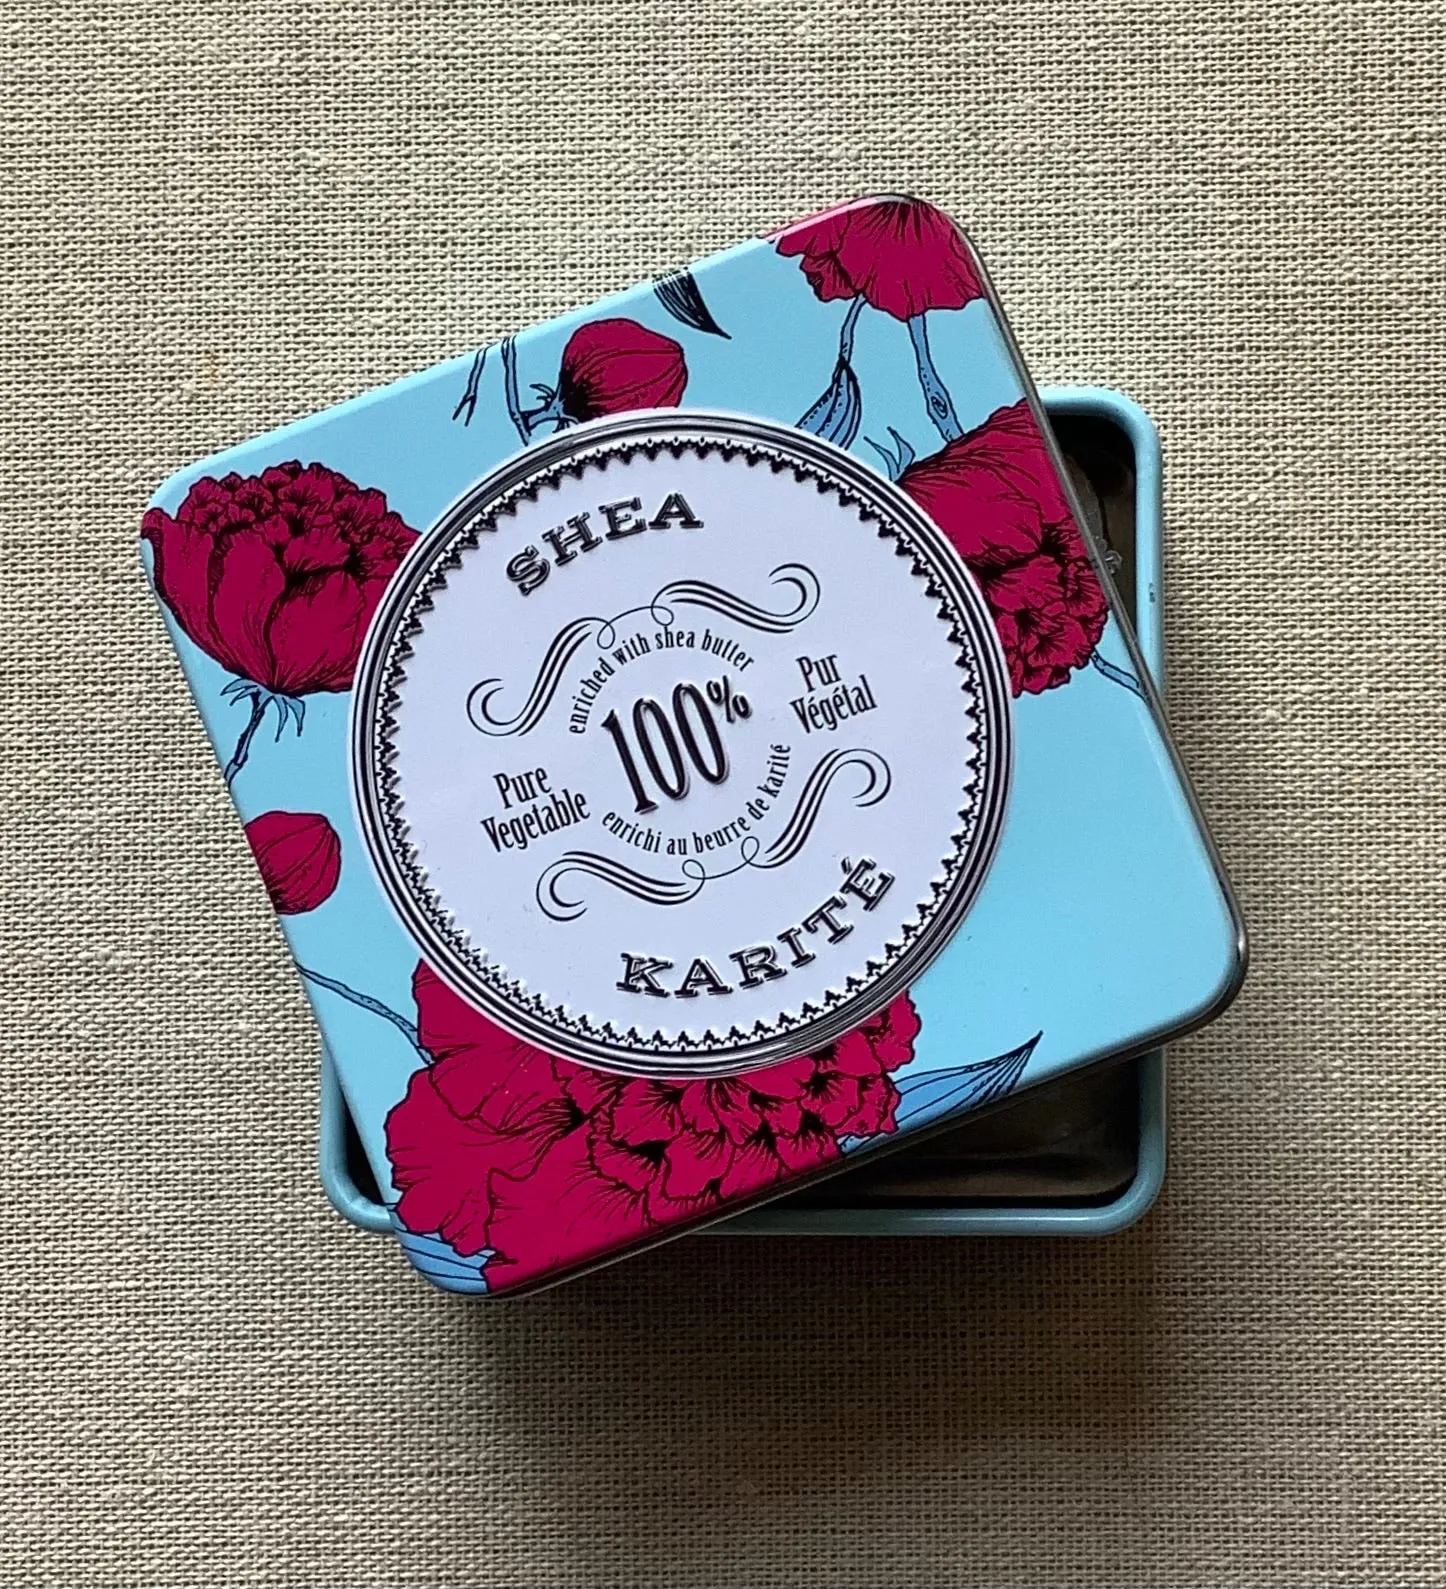 SHEA
enriched with shea butter
100%
Pur
Végétal
Pure
Vegetable
enrichi au beurre de karité
KARITÉ